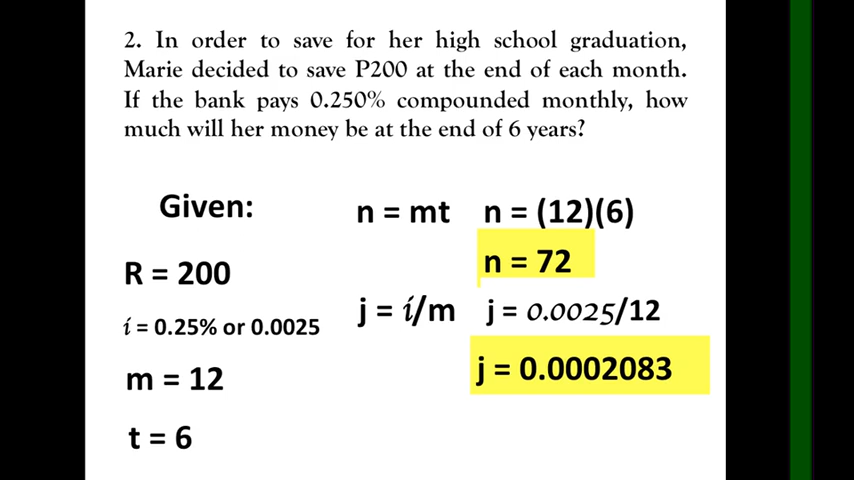 2. In order to save for her high school graduation,
Marie decided to save P200 at the end of each month.
If the bank pays 0.250% compounded monthly, how
much will her money be at the end of 6 years?
Given:
R = 200
í = 0.25% or 0.0025
m = 12
t = 6
n = mt n = (12)(6)
n = 72
j = í/m j = 0.0025/12
j = 0.0002083